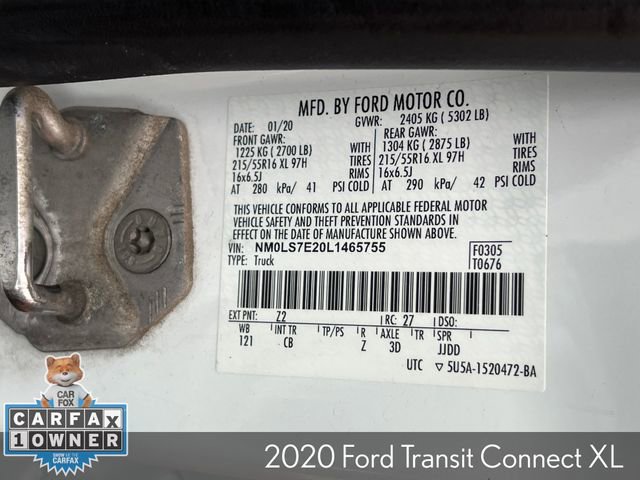 MFD. BY FORD MOTOR CO.
DATE: 01/20 GVWR: 2405 KG ( 5302 LB)
FRONT GAWR: REAR GAWR:
1225 KG ( 2700 LB) WITH 1304 KG ( 2875 LB) WITH
215/55R16 XL 97H TIRES 215/55R16 XL 97H TIRES
16x6.5J RIMS 16x6.5J RIMS
AT 280 kPa/ 41 PSI COLD AT 290 kPa/ 42 PSI COLD
THIS VEHICLE CONFORMS TO ALL APPLICABLE FEDERAL MOTOR
VEHICLE SAFETY AND THEFT PREVENTION STANDARDS IN
EFFECT ON THE DATE OF MANUFACTURE SHOWN ABOVE.
VIN: NM0LS7E20L1465755 F0305
TYPE: Truck T0676
EXT PNT: Z2 RC: 27 DSO:
WB INT TR TP/PS R AXLE TR SPR
121 CB Z 3D JJDD
UTC ▽ 5U5A-1520472-BA
CAR
FOX
CARFAX
1 OWNER
SHOW ME THE
CARFAX
2020 Ford Transit Connect XL